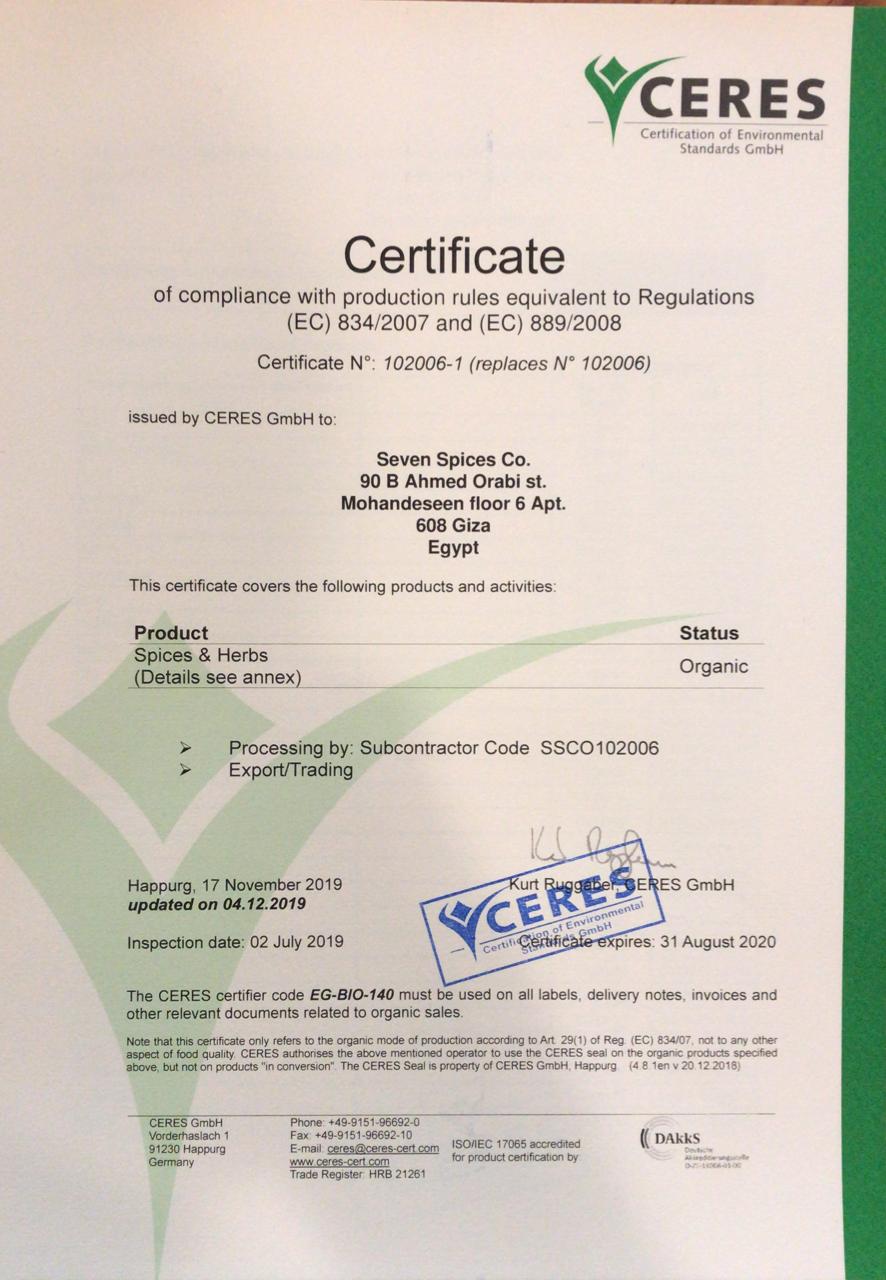 CERES
Certification of Environmental
Standards GmbH
Certificate
of compliance with production rules equivalent to Regulations
(EC) 834/2007 and (EC) 889/2008
Certificate N°: 102006-1 (replaces N° 102006)
issued by CERES GmbH to:
Seven Spices Co.
90 B Ahmed Orabi st.
Mohandeseen floor 6 Apt.
608 Giza
Egypt
This certificate covers the following products and activities:
Product Status
Spices & Herbs
(Details see annex) Organic
➢ Processing by: Subcontractor Code SSCO102006
➢ Export/Trading
Happurg, 17 November 2019 Kurt Ruggaber, CERES GmbH
updated on 04.12.2019
CERES
Certification of Environmental
Standards GmbH
Inspection date: 02 July 2019 Certificate expires: 31 August 2020
The CERES certifier code EG-BIO-140 must be used on all labels, delivery notes, invoices and
other relevant documents related to organic sales.
Note that this certificate only refers to the organic mode of production according to Art. 29(1) of Reg. (EC) 834/07, not to any other
aspect of food quality. CERES authorises the above mentioned operator to use the CERES seal on the organic products specified
above, but not on products "in conversion". The CERES Seal is property of CERES GmbH, Happurg. (4.8.1en v 20.12.2018)
CERES GmbH
Vorderhaslach 1
91230 Happurg
Germany
Phone: +49-9151-96692-0
Fax: +49-9151-96692-10
E-mail: ceres@ceres-cert.com
www.ceres-cert.com
Trade Register: HRB 21261
ISO/IEC 17065 accredited
for product certification by:
DAkkS
Deutsche
Akkreditierungsstelle